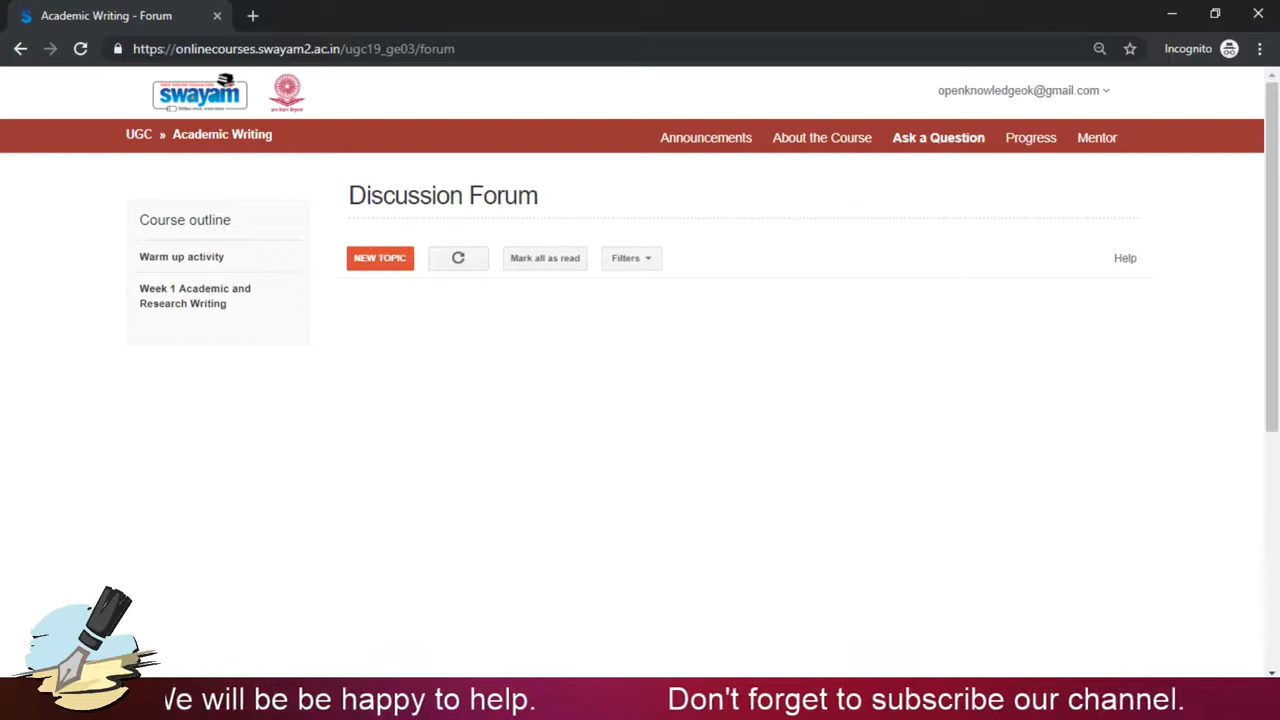 Academic Writing - Forum
https://onlinecourses.swayam2.ac.in/ugc19_ge03/forum
Incognito
swayam
openknowledgeok@gmail.com
UGC » Academic Writing
Announcements
About the Course
Ask a Question
Progress
Mentor
Discussion Forum
Course outline
Warm up activity
Week 1 Academic and
Research Writing
NEW TOPIC
Mark all as read
Filters
Help
We will be be happy to help.
Don't forget to subscribe our channel.